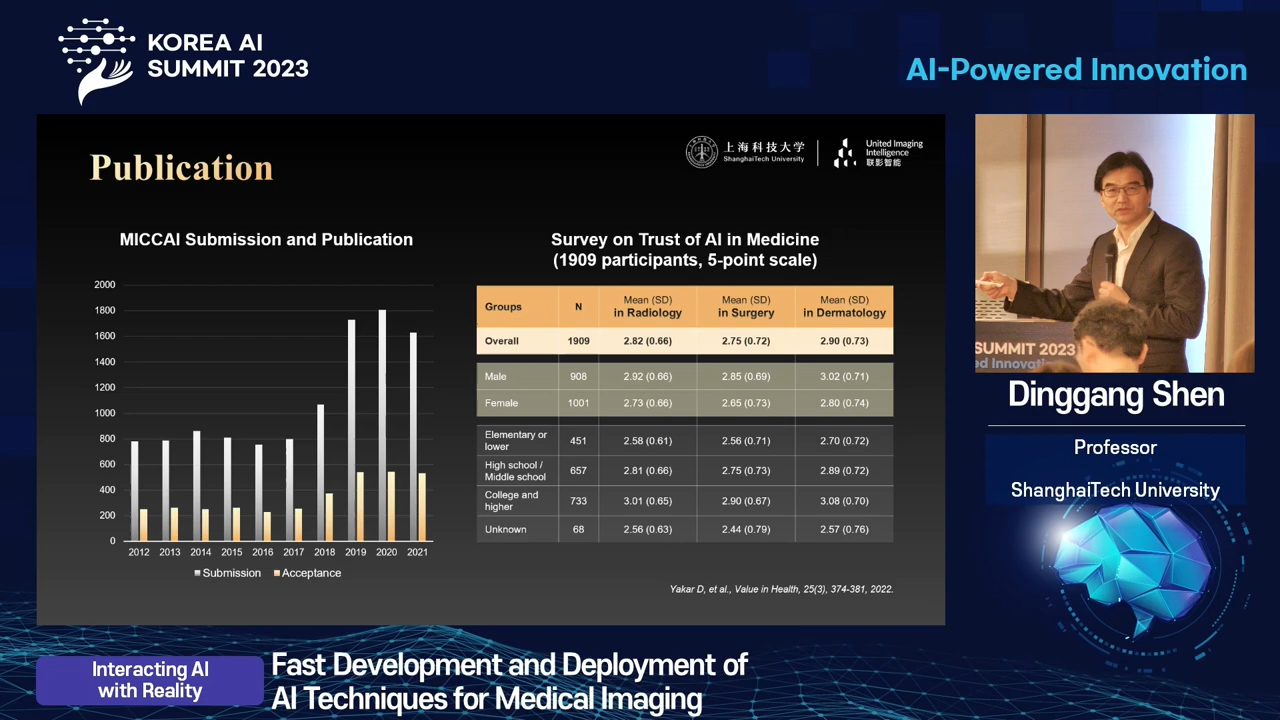 KOREA AI
SUMMIT 2023
AI-Powered Innovation
Publication
上海科技大学
ShanghaiTech University
United Imaging
Intelligence
联影智能
MICCAI Submission and Publication
2000
1800
1600
1400
1200
1000
800
600
400
200
0
2012 2013 2014 2015 2016 2017 2018 2019 2020 2021
Submission Acceptance
Survey on Trust of AI in Medicine
(1909 participants, 5-point scale)
Groups N Mean (SD) in Radiology Mean (SD) in Surgery Mean (SD) in Dermatology
Overall 1909 2.82 (0.66) 2.75 (0.72) 2.90 (0.73)
Male 908 2.92 (0.66) 2.85 (0.69) 3.02 (0.71)
Female 1001 2.73 (0.66) 2.65 (0.73) 2.80 (0.74)
Elementary or lower 451 2.58 (0.61) 2.56 (0.71) 2.70 (0.72)
High school / Middle school 657 2.81 (0.66) 2.75 (0.73) 2.89 (0.72)
College and higher 733 3.01 (0.65) 2.90 (0.67) 3.08 (0.70)
Unknown 68 2.56 (0.63) 2.44 (0.79) 2.57 (0.76)
Yakar D, et al., Value in Health, 25(3), 374-381, 2022.
SUMMIT 2023
ed Innovatio
Dinggang Shen
Professor
ShanghaiTech University
Interacting AI
with Reality
Fast Development and Deployment of
AI Techniques for Medical Imaging